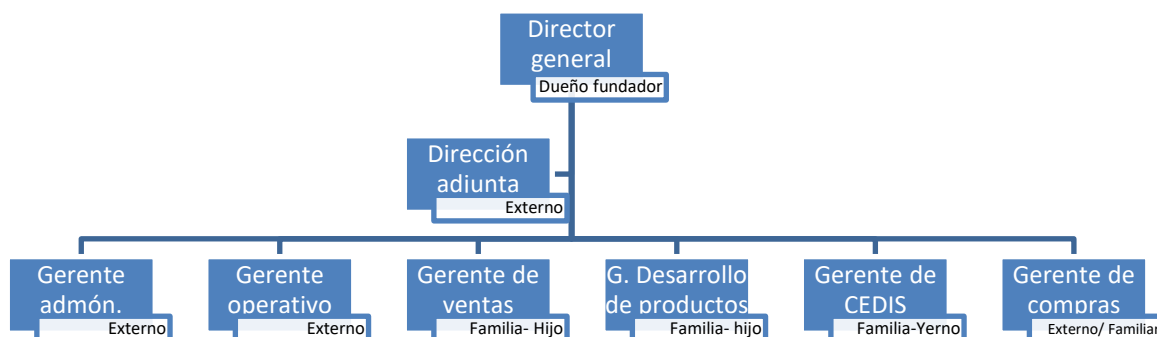 Director
general
Dueño fundador
Dirección
adjunta
Externo
Gerente
admón.
Externo
Gerente
operativo
Externo
Gerente de
ventas
Familia- Hijo
G. Desarrollo
de productos
Familia- hijo
Gerente de
CEDIS
Familia-Yerno
Gerente de
compras
Externo/ Familiar